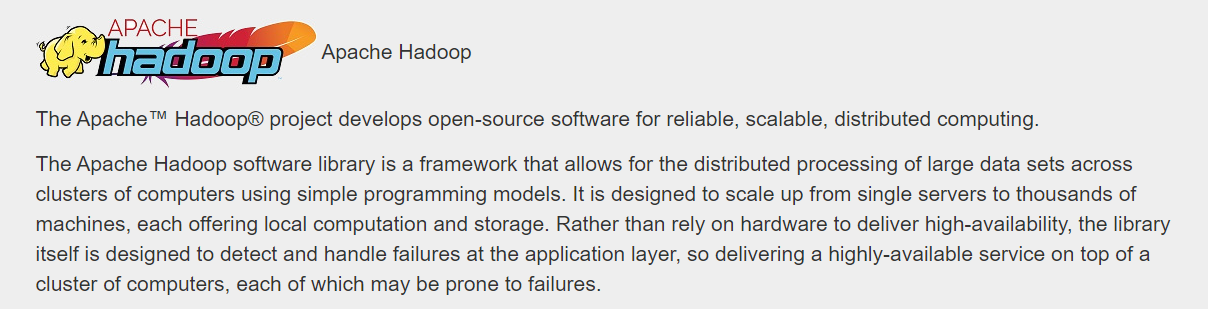 APACHE
hadoop
Apache Hadoop
The Apache™ Hadoop® project develops open-source software for reliable, scalable, distributed computing.
The Apache Hadoop software library is a framework that allows for the distributed processing of large data sets across
clusters of computers using simple programming models. It is designed to scale up from single servers to thousands of
machines, each offering local computation and storage. Rather than rely on hardware to deliver high-availability, the library
itself is designed to detect and handle failures at the application layer, so delivering a highly-available service on top of a
cluster of computers, each of which may be prone to failures.